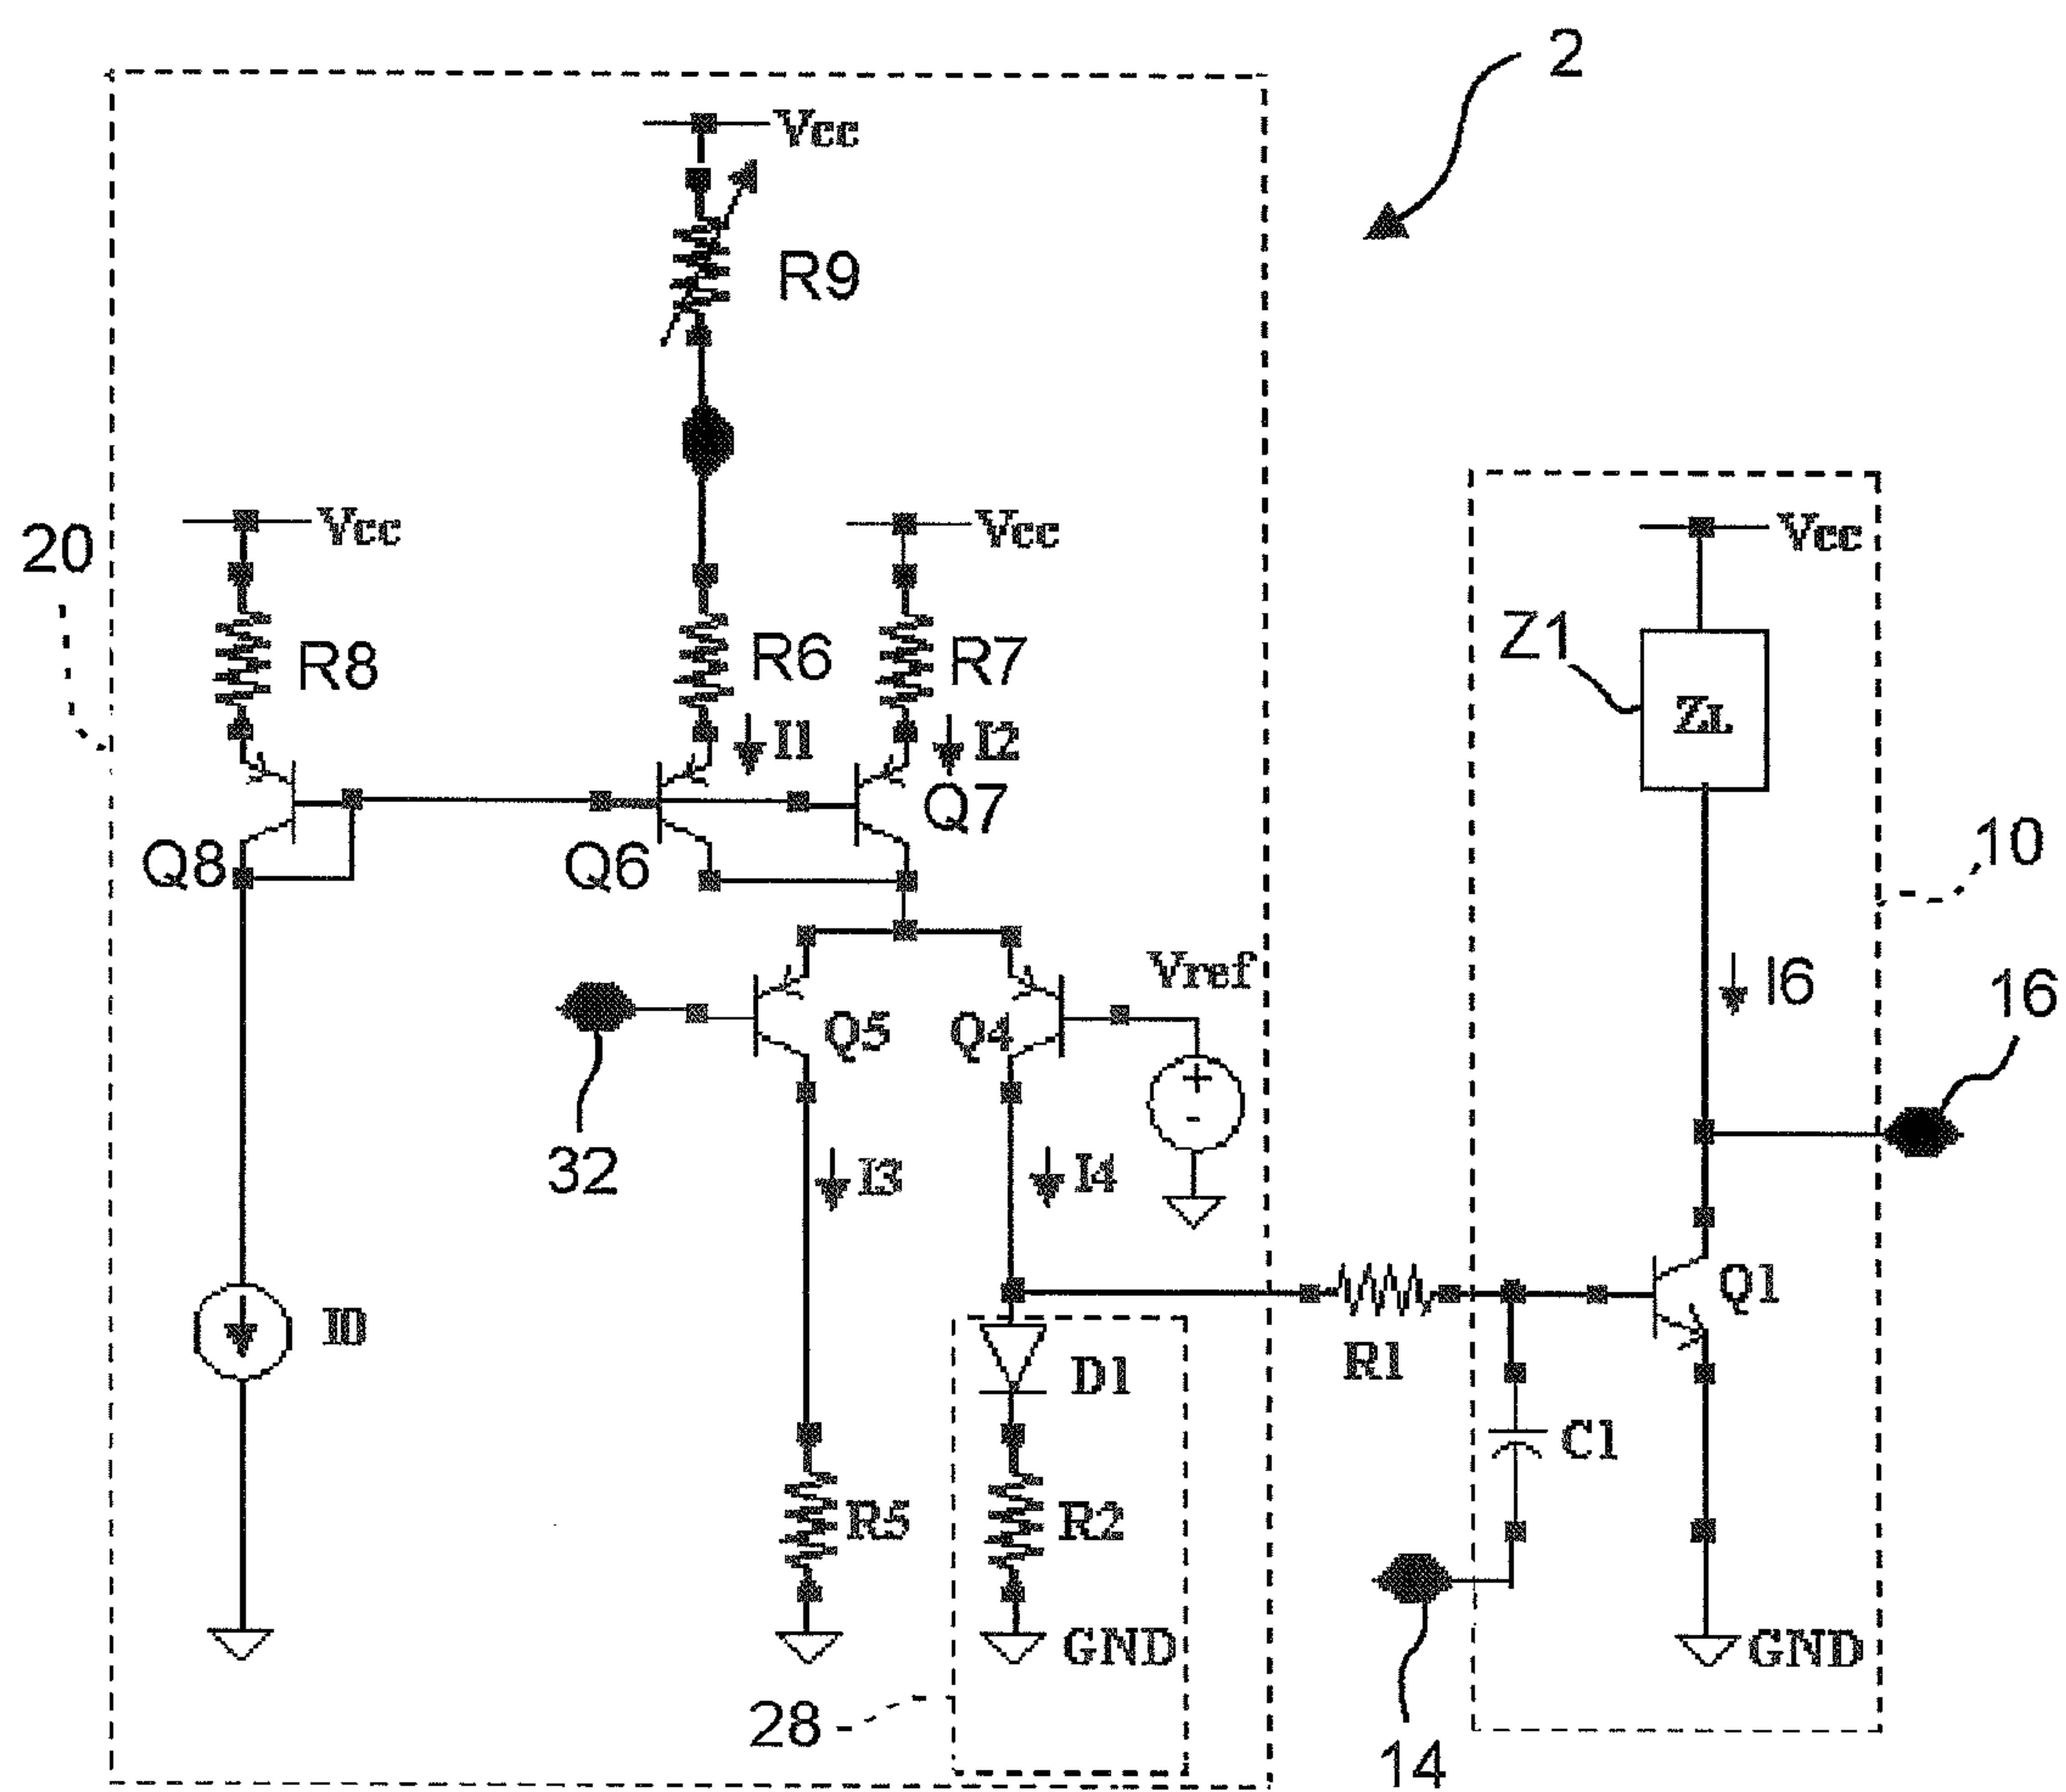 2
Vcc
R9
20
Vcc
Vcc
Vcc
R8
R6
R7
Z1
ZL
I1
I2
Q8
Q6
Q7
10
Vref
I6
16
Q5
Q4
+
-
32
I3
I4
I0
Q1
R1
D1
C1
R5
R2
GND
GND
28
14